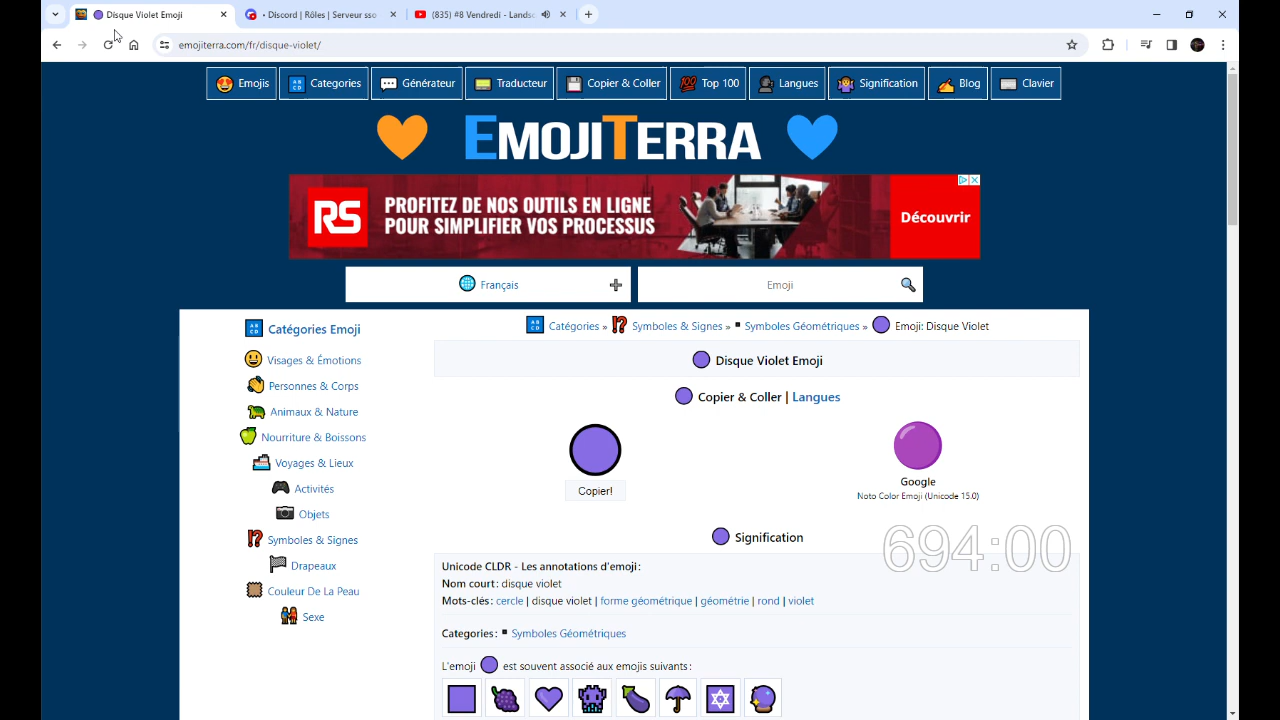 Disque Violet Emoji
• Discord | Rôles | Serveur sso
(835) #8 Vendredi - Landsc
emojiterra.com/fr/disque-violet/
Emojis
Categories
Générateur
Traducteur
Copier & Coller
Top 100
Langues
Signification
Blog
Clavier
EMOJITERRA
RS
PROFITEZ DE NOS OUTILS EN LIGNE
POUR SIMPLIFIER VOS PROCESSUS
Découvrir
Français
Emoji
Catégories » Symboles & Signes » Symboles Géométriques » Emoji: Disque Violet
Catégories Emoji
Visages & Émotions
Personnes & Corps
Animaux & Nature
Nourriture & Boissons
Voyages & Lieux
Activités
Objets
Symboles & Signes
Drapeaux
Couleur De La Peau
Sexe
Disque Violet Emoji
Copier & Coller | Langues
Copier!
Google
Noto Color Emoji (Unicode 15.0)
Signification
694:00
Unicode CLDR - Les annotations d'emoji:
Nom court: disque violet
Mots-clés: cercle | disque violet | forme géométrique | géométrie | rond | violet
Categories: Symboles Géométriques
L'emoji est souvent associé aux emojis suivants: